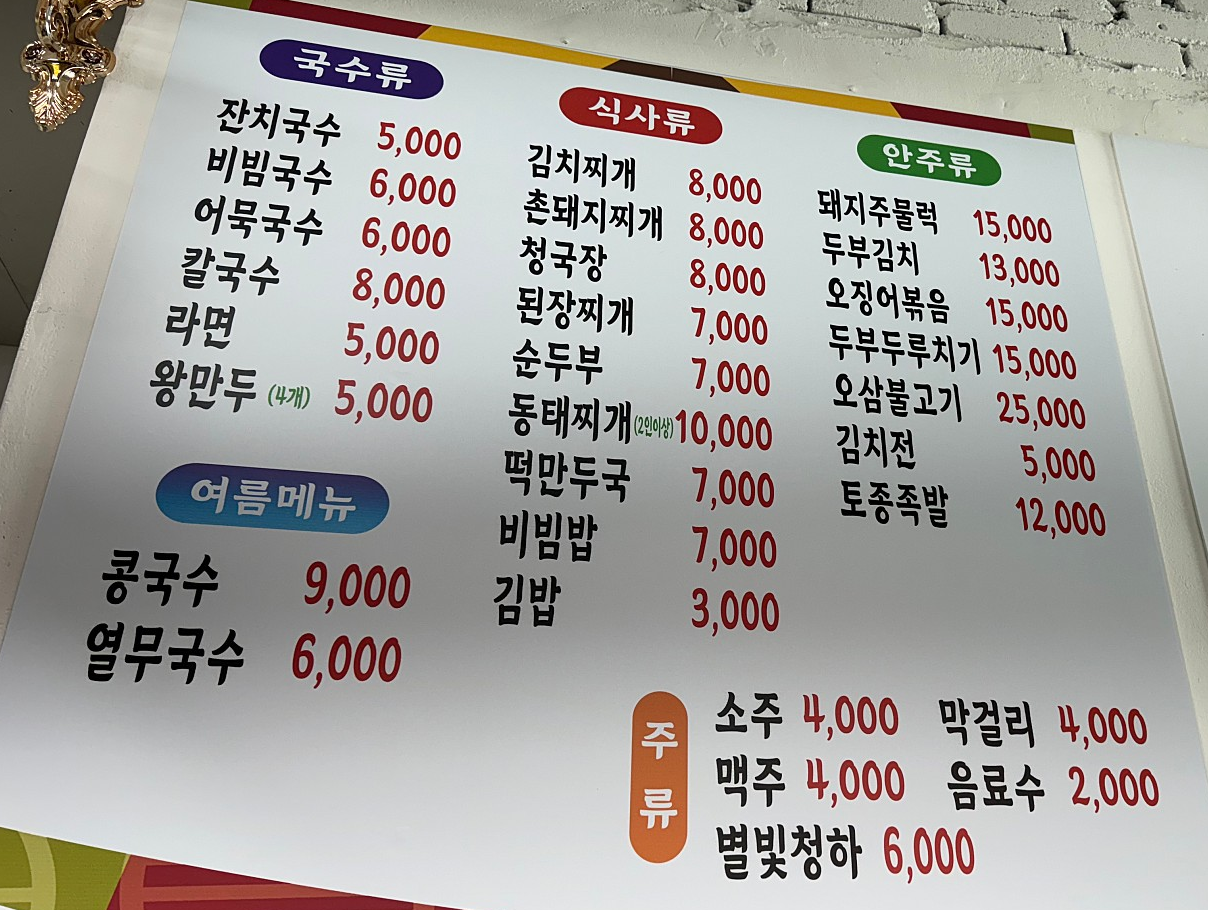 국수류
잔치국수 5,000
비빔국수 6,000
어묵국수 6,000
칼국수 8,000
라면 5,000
왕만두 (4개) 5,000
여름메뉴
콩국수 9,000
열무국수 6,000
식사류
김치찌개 8,000
촌돼지찌개 8,000
청국장 8,000
된장찌개 7,000
순두부 7,000
동태찌개(2인이상) 10,000
떡만두국 7,000
비빔밥 7,000
김밥 3,000
안주류
돼지주물럭 15,000
두부김치 13,000
오징어볶음 15,000
두부두루치기 15,000
오삼불고기 25,000
김치전 5,000
토종족발 12,000
주류
소주 4,000 막걸리 4,000
맥주 4,000 음료수 2,000
별빛청하 6,000